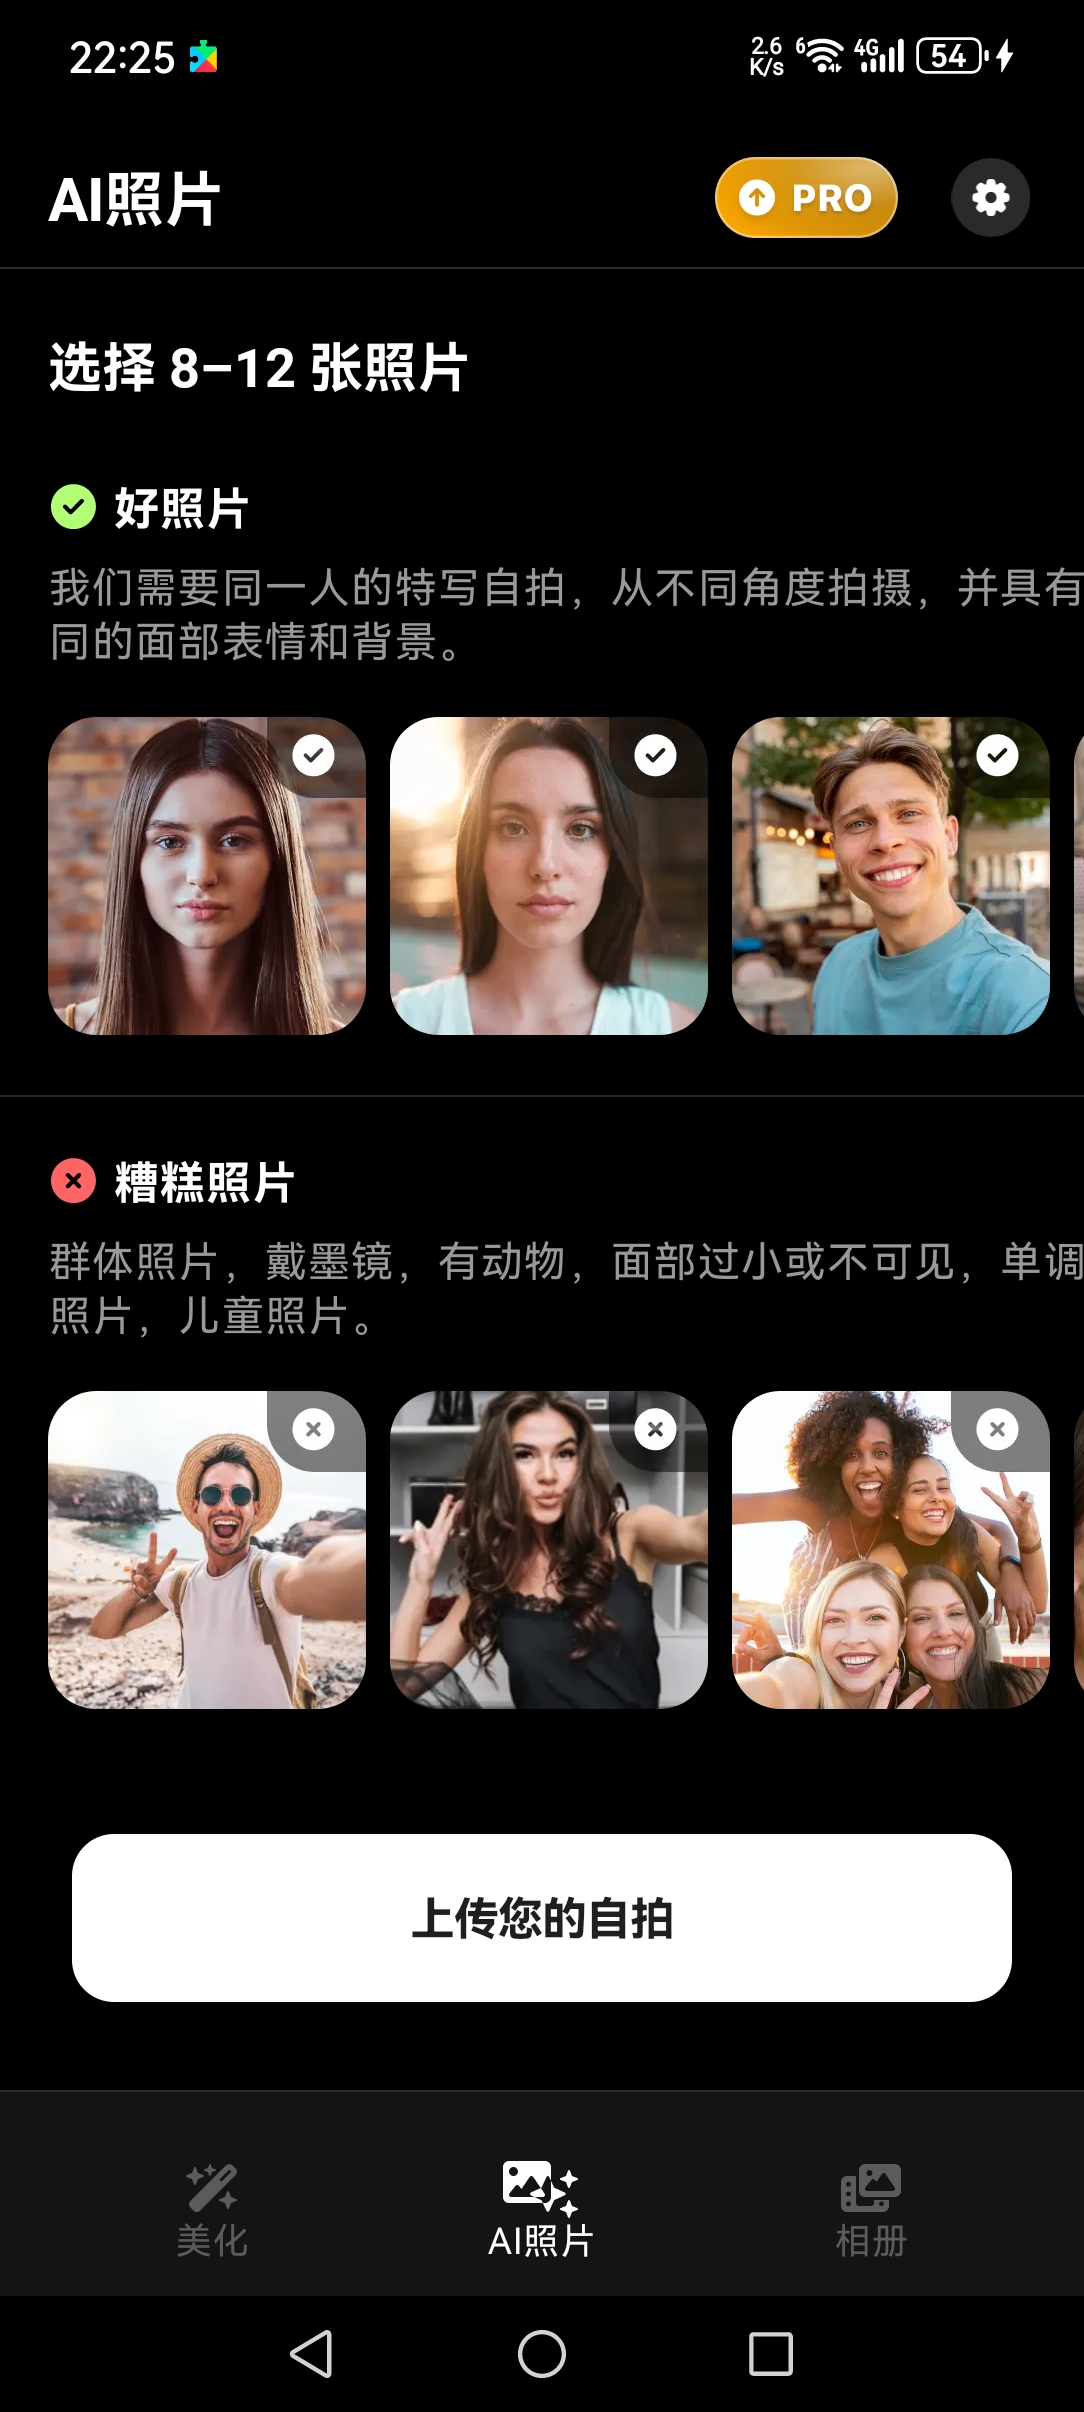 22:25
2.6 K/s 6 4G 54
AI照片
PRO
选择 8–12 张照片
好照片
我们需要同一人的特写自拍，从不同角度拍摄，并具有
同的面部表情和背景。
糟糕照片
群体照片，戴墨镜，有动物，面部过小或不可见，单调
照片，儿童照片。
上传您的自拍
美化
AI照片
相册